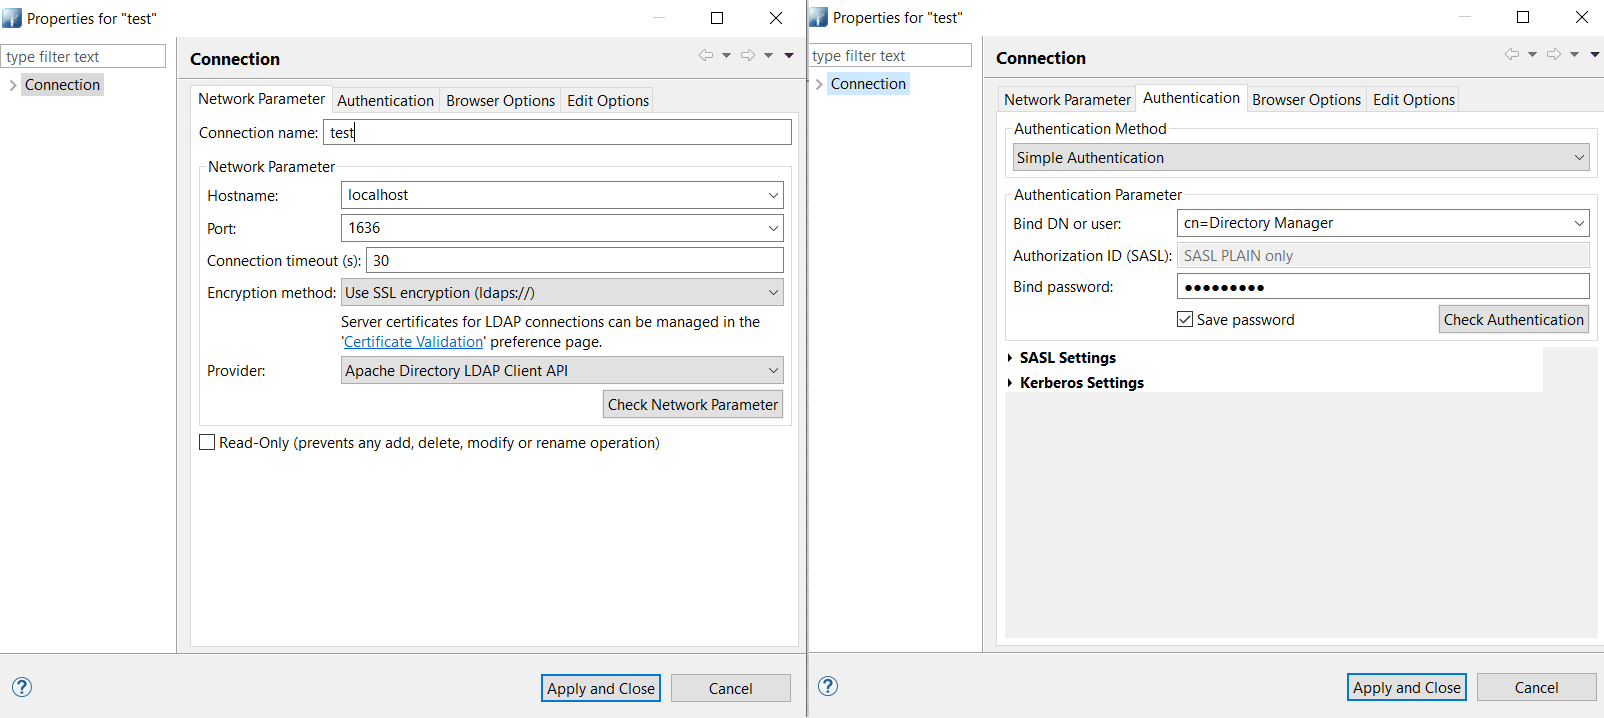 Properties for "test"
type filter text
Connection
Connection
Network Parameter Authentication Browser Options Edit Options
Connection name: test
Network Parameter
Hostname: localhost
Port: 1636
Connection timeout (s): 30
Encryption method: Use SSL encryption (ldaps://)
Server certificates for LDAP connections can be managed in the
'Certificate Validation' preference page.
Provider: Apache Directory LDAP Client API
Check Network Parameter
Read-Only (prevents any add, delete, modify or rename operation)
? Apply and Close Cancel
Properties for "test"
type filter text
Connection
Connection
Network Parameter Authentication Browser Options Edit Options
Authentication Method
Simple Authentication
Authentication Parameter
Bind DN or user: cn=Directory Manager
Authorization ID (SASL): SASL PLAIN only
Bind password: ●●●●●●●●●
Save password Check Authentication
SASL Settings
Kerberos Settings
? Apply and Close Cancel